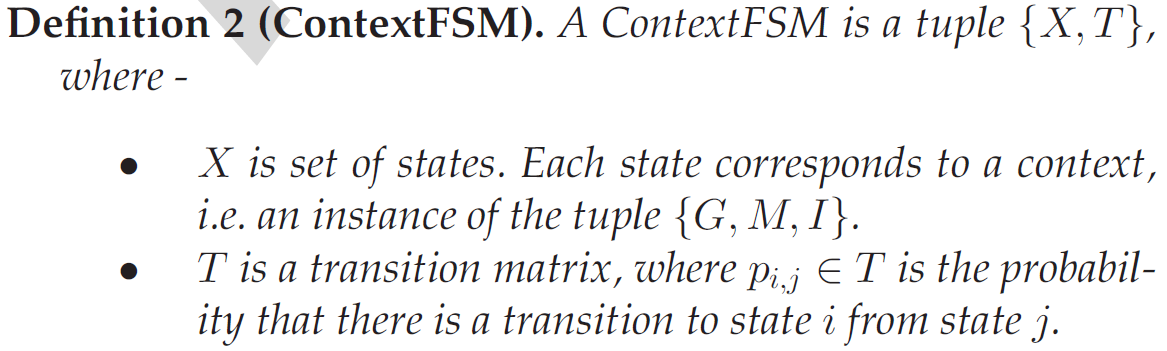 Definition 2 (ContextFSM). A ContextFSM is a tuple {X, T},
where -
• X is set of states. Each state corresponds to a context,
i.e. an instance of the tuple {G, M, I}.
• T is a transition matrix, where p_{i,j} ∈ T is the probabil-
ity that there is a transition to state i from state j.